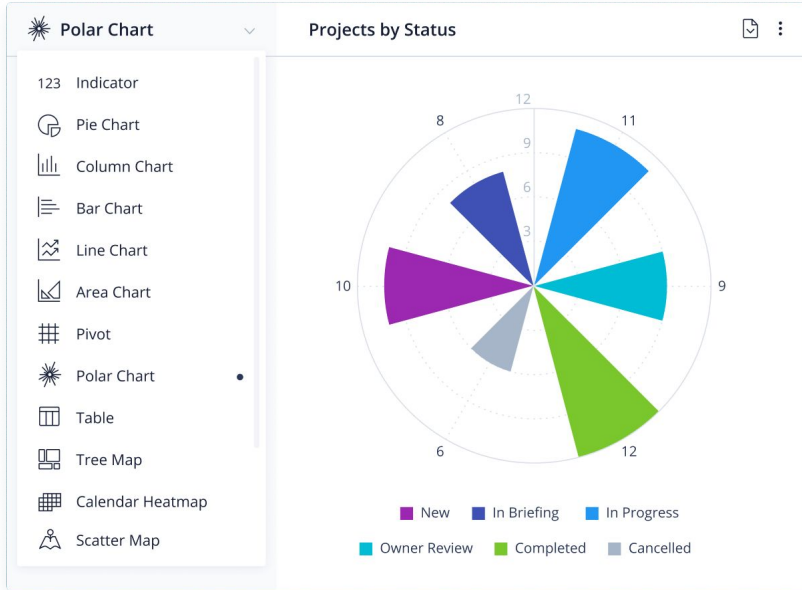 Polar Chart
Projects by Status
123 Indicator
Pie Chart
Column Chart
Bar Chart
Line Chart
Area Chart
Pivot
Polar Chart
Table
Tree Map
Calendar Heatmap
Scatter Map
12
8
11
9
6
3
10
9
6
12
New
In Briefing
In Progress
Owner Review
Completed
Cancelled